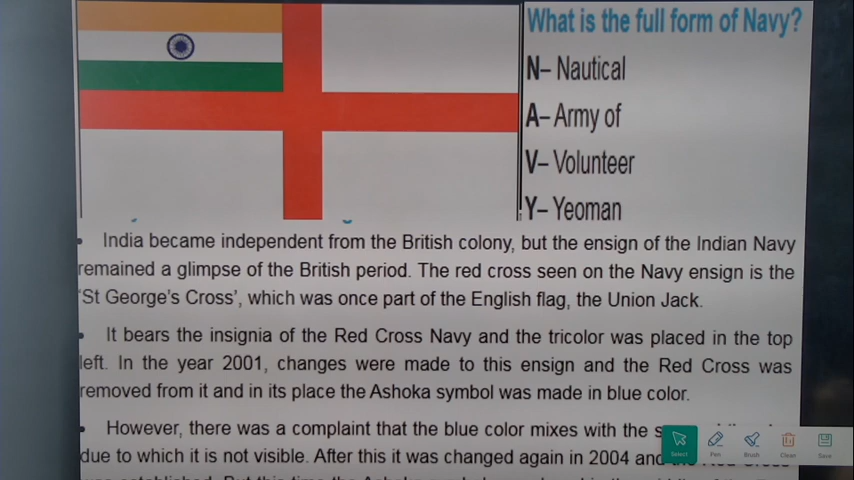 What is the full form of Navy?
N– Nautical
A– Army of
V– Volunteer
Y– Yeoman
• India became independent from the British colony, but the ensign of the Indian Navy
remained a glimpse of the British period. The red cross seen on the Navy ensign is the
'St George's Cross', which was once part of the English flag, the Union Jack.
• It bears the insignia of the Red Cross Navy and the tricolor was placed in the top
left. In the year 2001, changes were made to this ensign and the Red Cross was
removed from it and in its place the Ashoka symbol was made in blue color.
• However, there was a complaint that the blue color mixes with the
due to which it is not visible. After this it was changed again in 2004 and
Select Pen Brush Clean Save